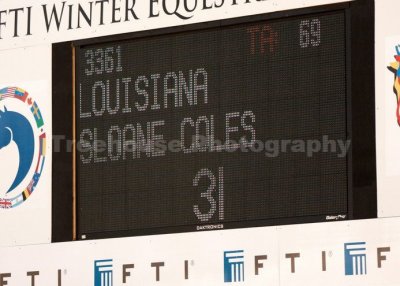 FTI WINTER EQUESTRI
3361 TA: 69
LOUISIANA
SLOANE COLES
Treehouse Photography
31
DAKTRONICS
FTI FTI FTI F